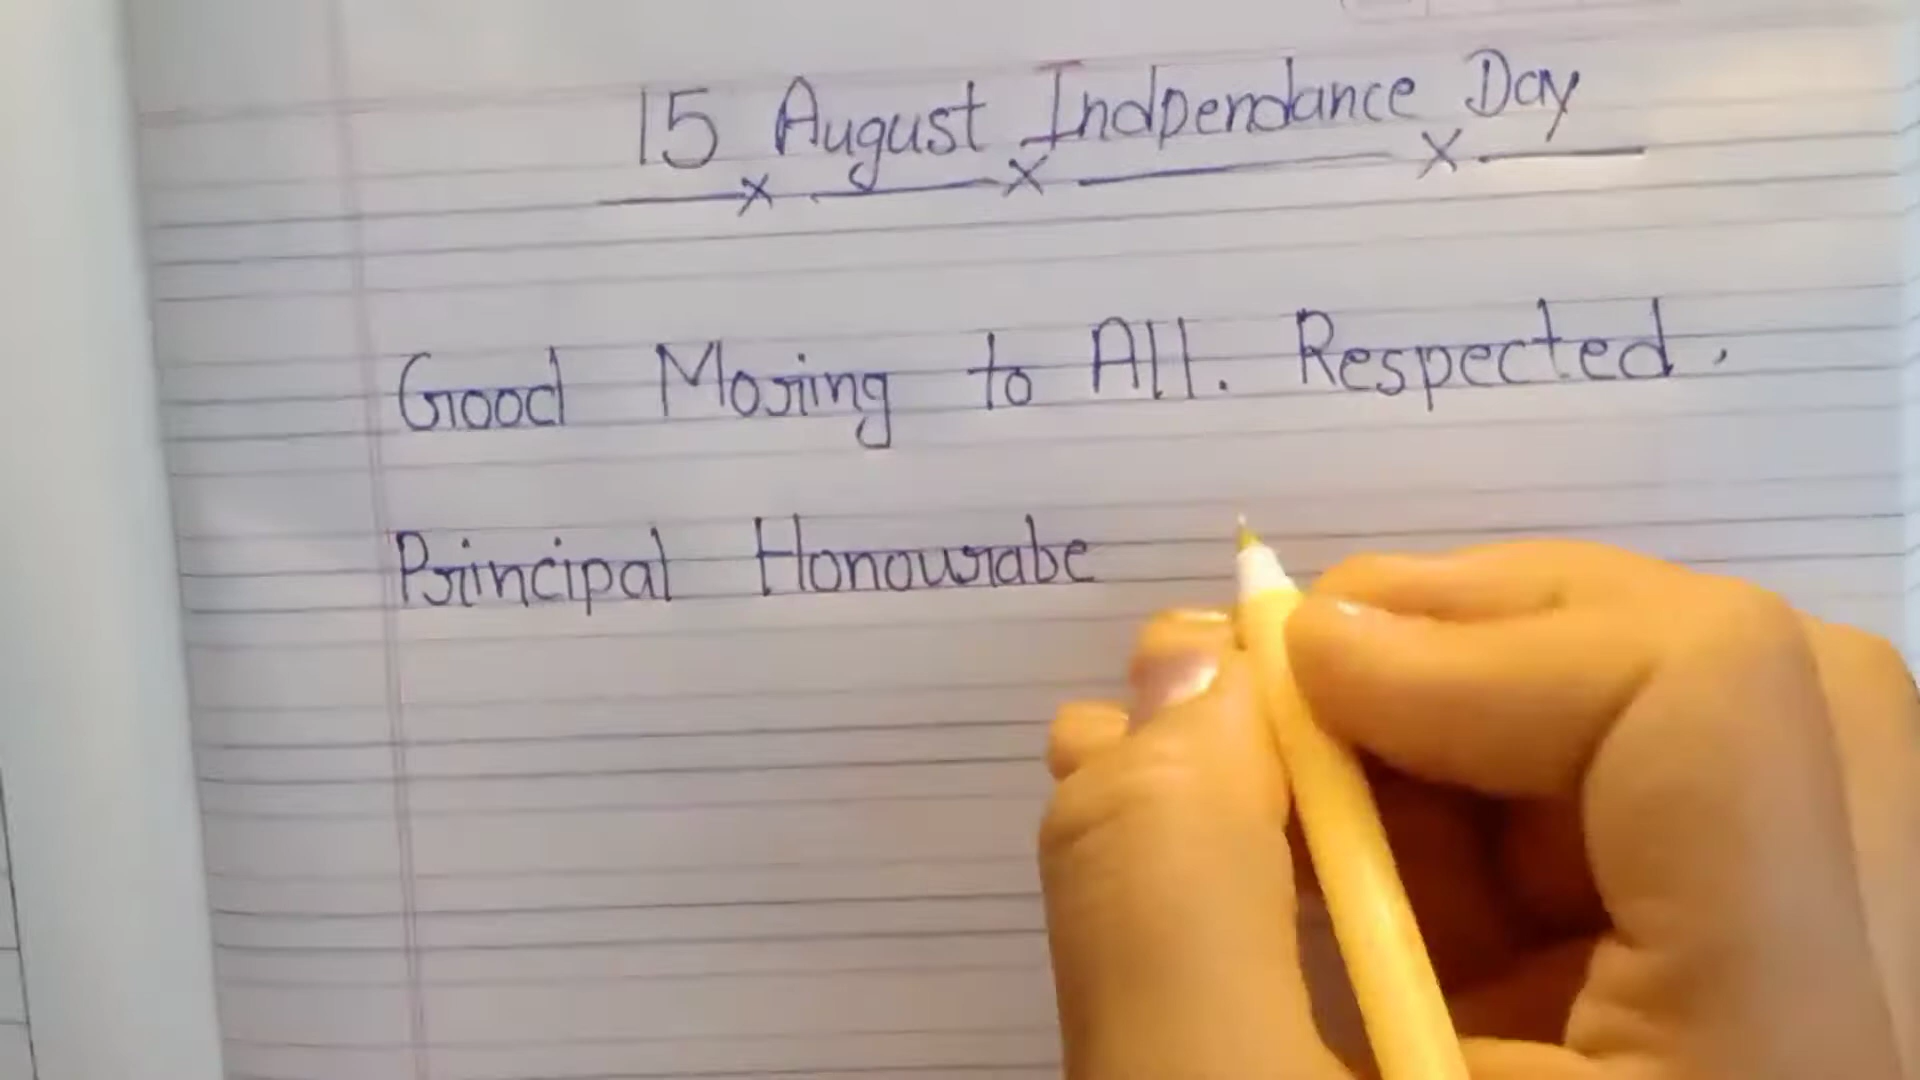 15 August Indpendance Day
Good Moring to All. Respected,
Principal Honourabe